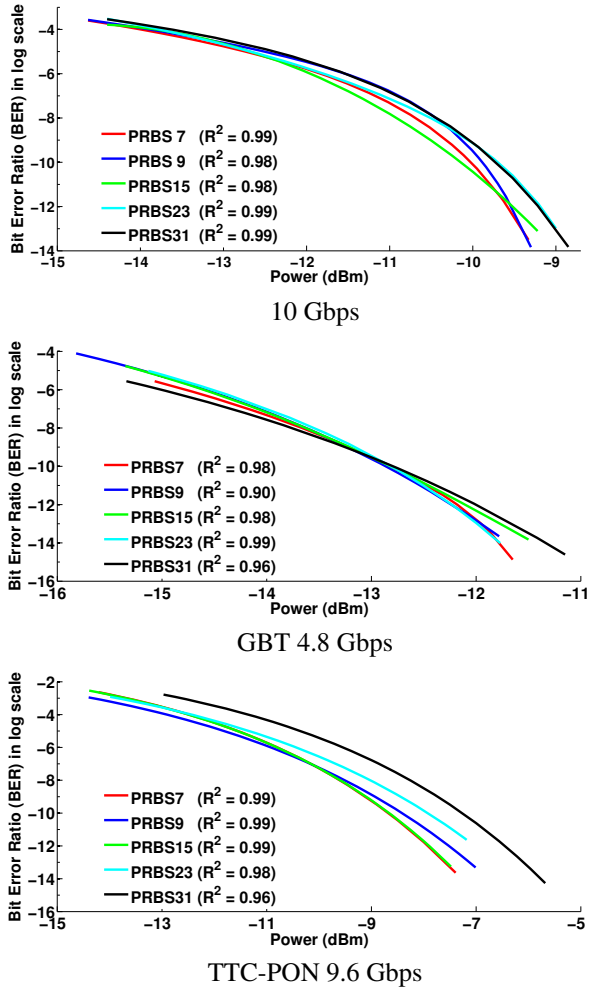 Bit Error Ratio (BER) in log scale
−4
−6
−8
−10
−12
−14
PRBS 7 (R² = 0.99)
PRBS 9 (R² = 0.98)
PRBS15 (R² = 0.98)
PRBS23 (R² = 0.99)
PRBS31 (R² = 0.99)
−15 −14 −13 −12 −11 −10 −9
Power (dBm)
10 Gbps
Bit Error Ratio (BER) in log scale
−4
−6
−8
−10
−12
−14
−16
PRBS7 (R² = 0.98)
PRBS9 (R² = 0.90)
PRBS15 (R² = 0.98)
PRBS23 (R² = 0.99)
PRBS31 (R² = 0.96)
−16 −15 −14 −13 −12 −11
Power (dBm)
GBT 4.8 Gbps
Bit Error Ratio (BER) in log scale
−2
−4
−6
−8
−10
−12
−14
−16
PRBS7 (R² = 0.99)
PRBS9 (R² = 0.99)
PRBS15 (R² = 0.99)
PRBS23 (R² = 0.98)
PRBS31 (R² = 0.96)
−15 −13 −11 −9 −7 −5
Power (dBm)
TTC-PON 9.6 Gbps